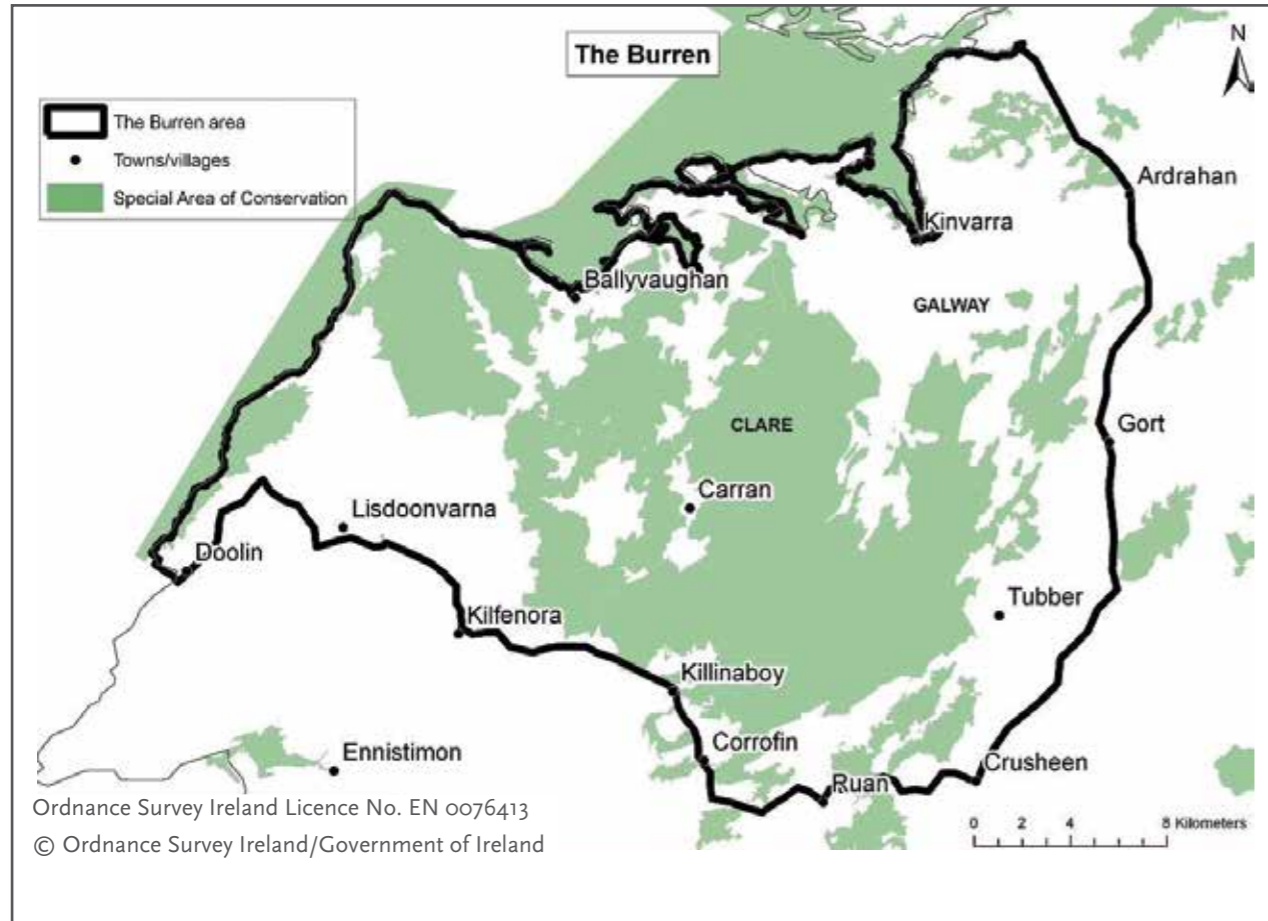 The Burren
N
The Burren area
Towns/villages
Special Area of Conservation
Ardrahan
Kinvarra
Ballyvaughan
GALWAY
CLARE
Gort
Carran
Lisdoonvarna
Doolin
Tubber
Kilfenora
Killinaboy
Corrofin
Crusheen
Ennistimon
Ruan
Ordnance Survey Ireland Licence No. EN 0076413
© Ordnance Survey Ireland/Government of Ireland
0 2 4 8 Kilometers